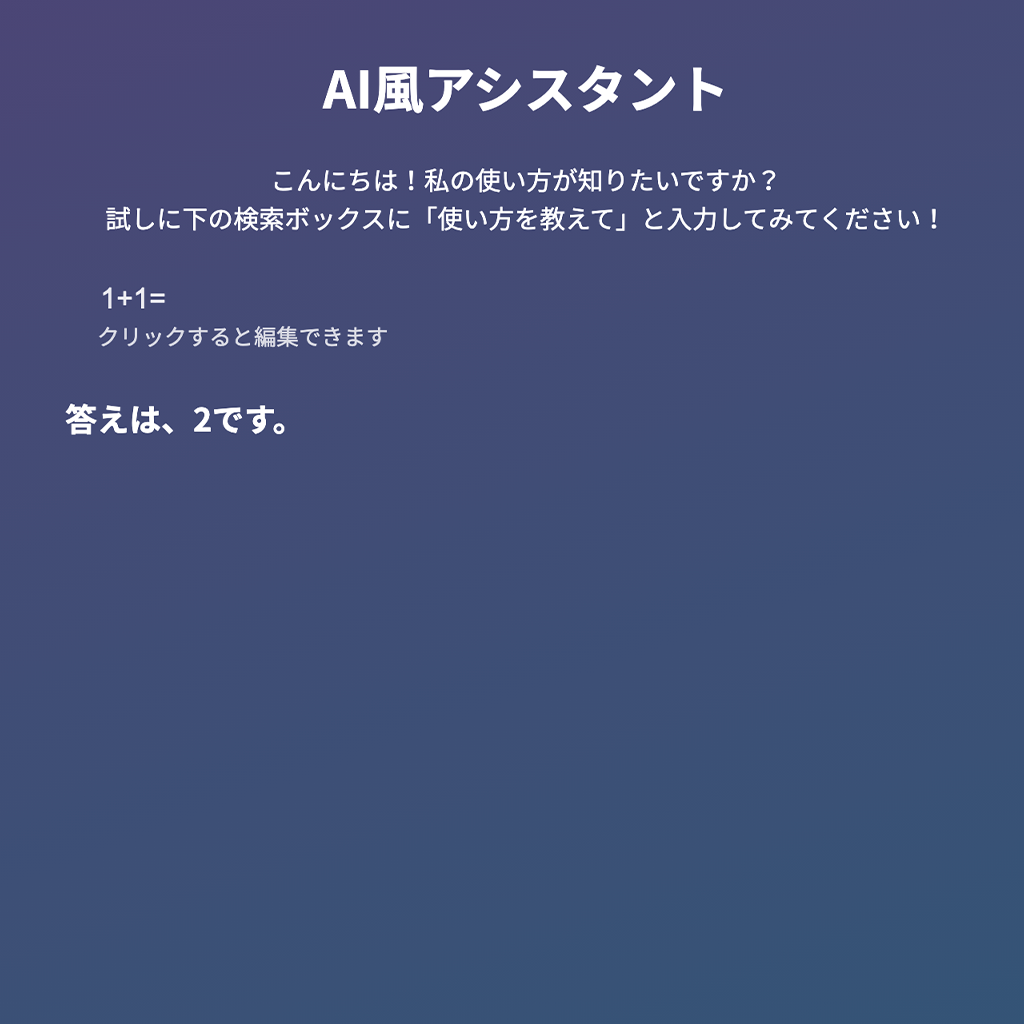 AI風アシスタント
こんにちは！私の使い方が知りたいですか？
試しに下の検索ボックスに「使い方を教えて」と入力してみてください！
1+1=
クリックすると編集できます
答えは、2です。